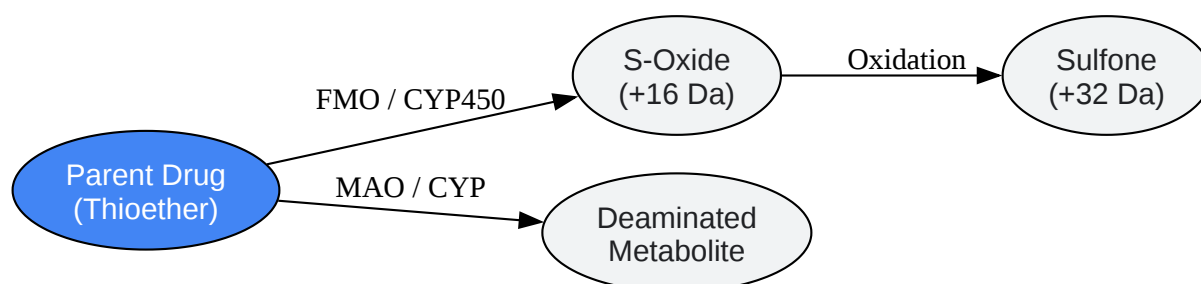 Parent Drug
(Thioether)
FMO / CYP450
S-Oxide
(+16 Da)
Oxidation
Sulfone
(+32 Da)
MAO / CYP
Deaminated
Metabolite